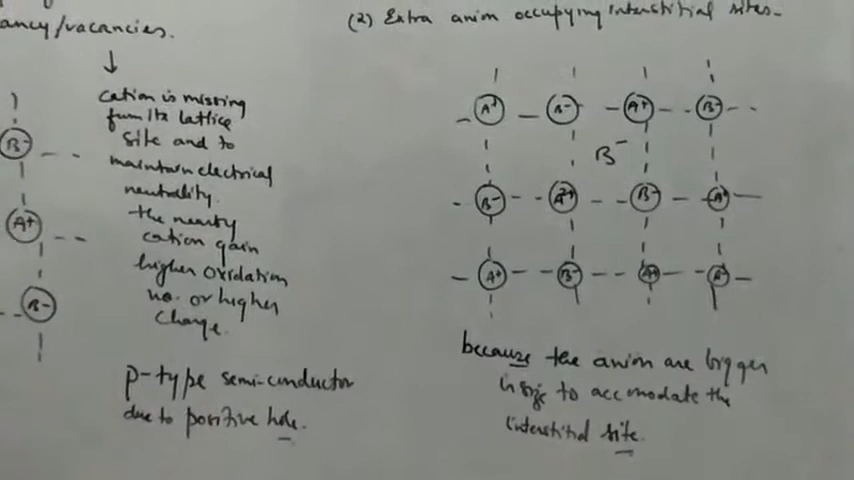 ancy/vacancies.
cation is missing
from its lattice
site and to
maintain electrical
neutrality.
the nearby
cation gain
higher oxidation
no. or higher
charge.
p-type semi-conductor
due to positive hole.
B-
A+
B-
(2) Extra anion occupying interstitial sites-
A+ B- A+ B-
B-
B- A2+ B- A+
A+ B- A+ B-
because the anion are bigger
in size to accomodate the
interstitial site.